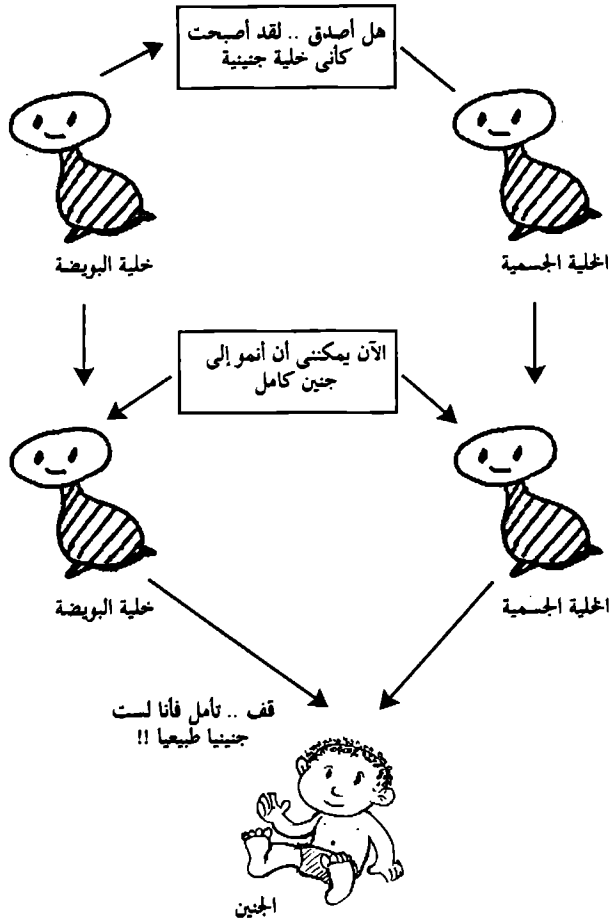 هل أصدق .. لقد أصبحت
كأنى خلية جنينية
الخلية الجسمية
خلية البويضة
الآن يمكننى أن أنمو إلى
جنين كامل
الخلية الجسمية
خلية البويضة
قف .. تأمل فأنا لست
جنينيا طبيعيا !!
الجنين